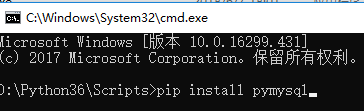 C:\Windows\System32\cmd.exe
Microsoft Windows [版本 10.0.16299.431]
(c) 2017 Microsoft Corporation。保留所有权利。
D:\Python36\Scripts>pip install pymysql